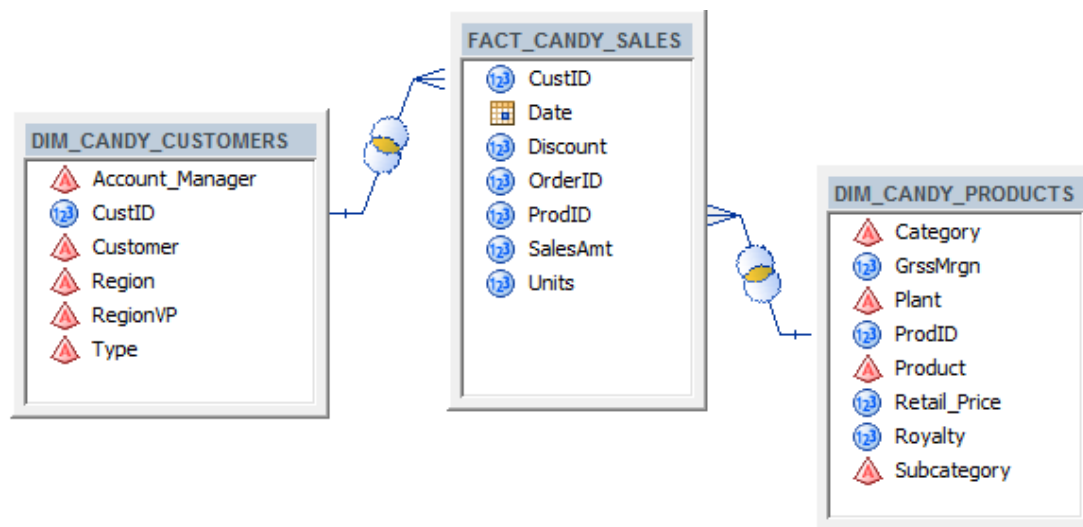 DIM_CANDY_CUSTOMERS
Account_Manager
CustID
Customer
Region
RegionVP
Type
FACT_CANDY_SALES
CustID
Date
Discount
OrderID
ProdID
SalesAmt
Units
DIM_CANDY_PRODUCTS
Category
GrssMrgn
Plant
ProdID
Product
Retail_Price
Royalty
Subcategory